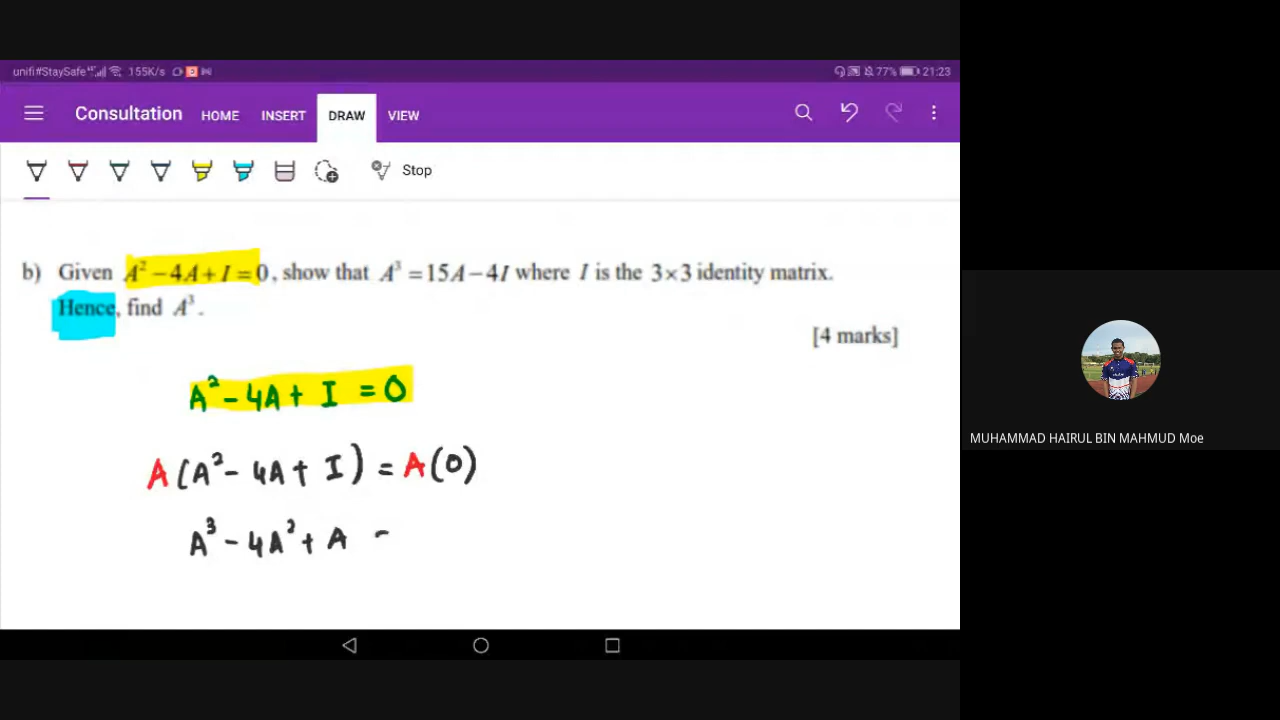 unifi#StaySafe 155K/s 77% 21:23
Consultation HOME INSERT DRAW VIEW
Stop
b) Given A² − 4A + I = 0, show that A³ = 15A − 4I where I is the 3×3 identity matrix.
Hence, find A³.
[4 marks]
A² − 4A + I = 0
A(A² − 4A + I) = A(0)
A³ − 4A² + A =
MUHAMMAD HAIRUL BIN MAHMUD Moe